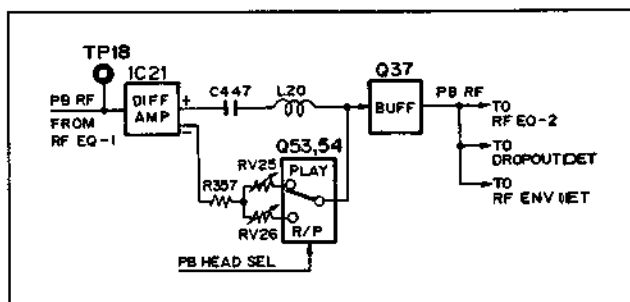 TP18
IC21
PB RF
FROM
RF EQ-1
DIFF
AMP
+
-
C447
L20
Q37
BUFF
PB RF
TO
RF EQ-2
TO
DROPOUT DET
TO
RF ENV DET
Q53,54
PLAY
R/P
R357
RV25
RV26
PB HEAD SEL